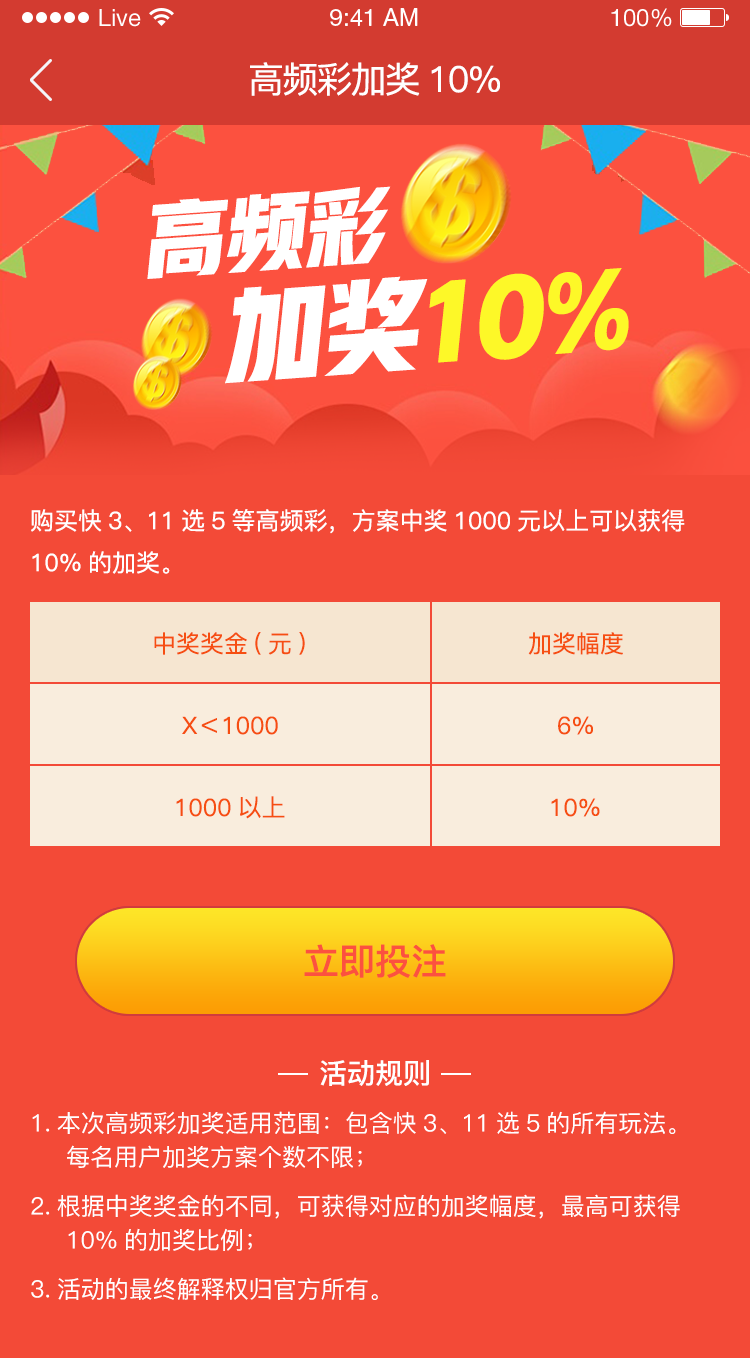 Live 9:41 AM 100%
高频彩加奖 10%
高频彩
加奖10%
购买快 3、11 选 5 等高频彩，方案中奖 1000 元以上可以获得
10% 的加奖。
中奖奖金 ( 元 ) 加奖幅度
X＜1000 6%
1000 以上 10%
立即投注
— 活动规则 —
1. 本次高频彩加奖适用范围：包含快 3、11 选 5 的所有玩法。
每名用户加奖方案个数不限；
2. 根据中奖奖金的不同，可获得对应的加奖幅度，最高可获得
10% 的加奖比例；
3. 活动的最终解释权归官方所有。